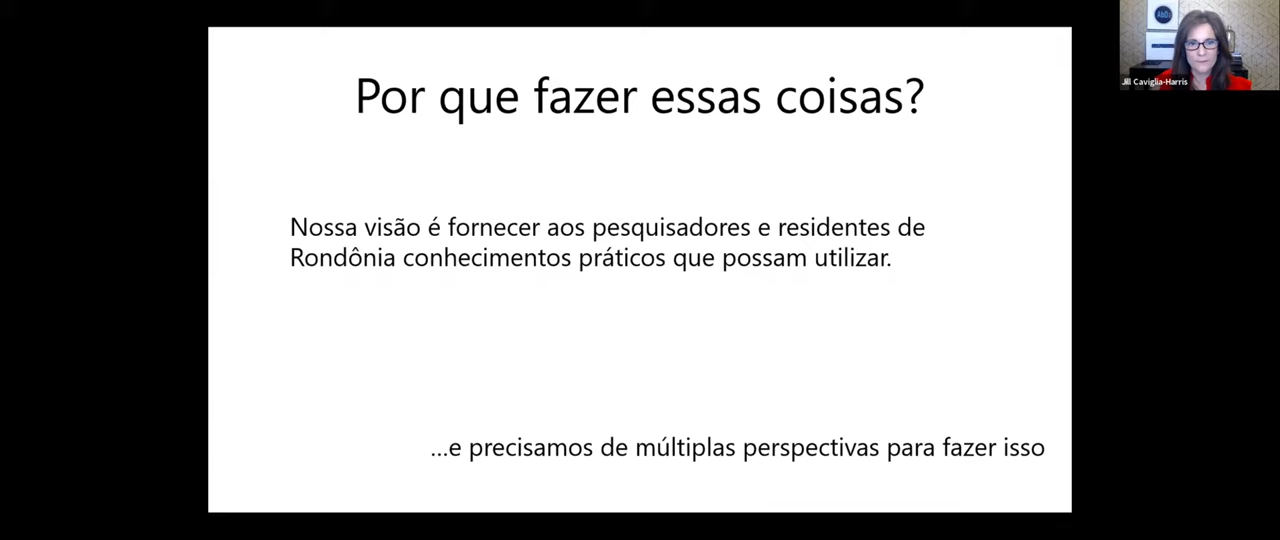 Por que fazer essas coisas?
Nossa visão é fornecer aos pesquisadores e residentes de
Rondônia conhecimentos práticos que possam utilizar.
...e precisamos de múltiplas perspectivas para fazer isso
Jill Caviglia-Harris